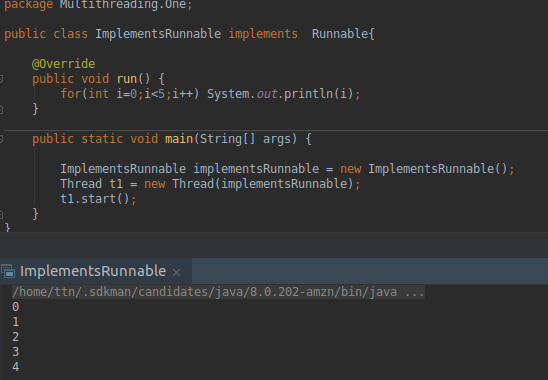 package Multithreading.One;
public class ImplementsRunnable implements  Runnable{
@Override
public void run() {
for(int i=0;i<5;i++) System.out.println(i);
}
public static void main(String[] args) {
ImplementsRunnable implementsRunnable = new ImplementsRunnable();
Thread t1 = new Thread(implementsRunnable);
t1.start();
}
}
ImplementsRunnable ×
/home/ttn/.sdkman/candidates/java/8.0.202-amzn/bin/java ...
0
1
2
3
4